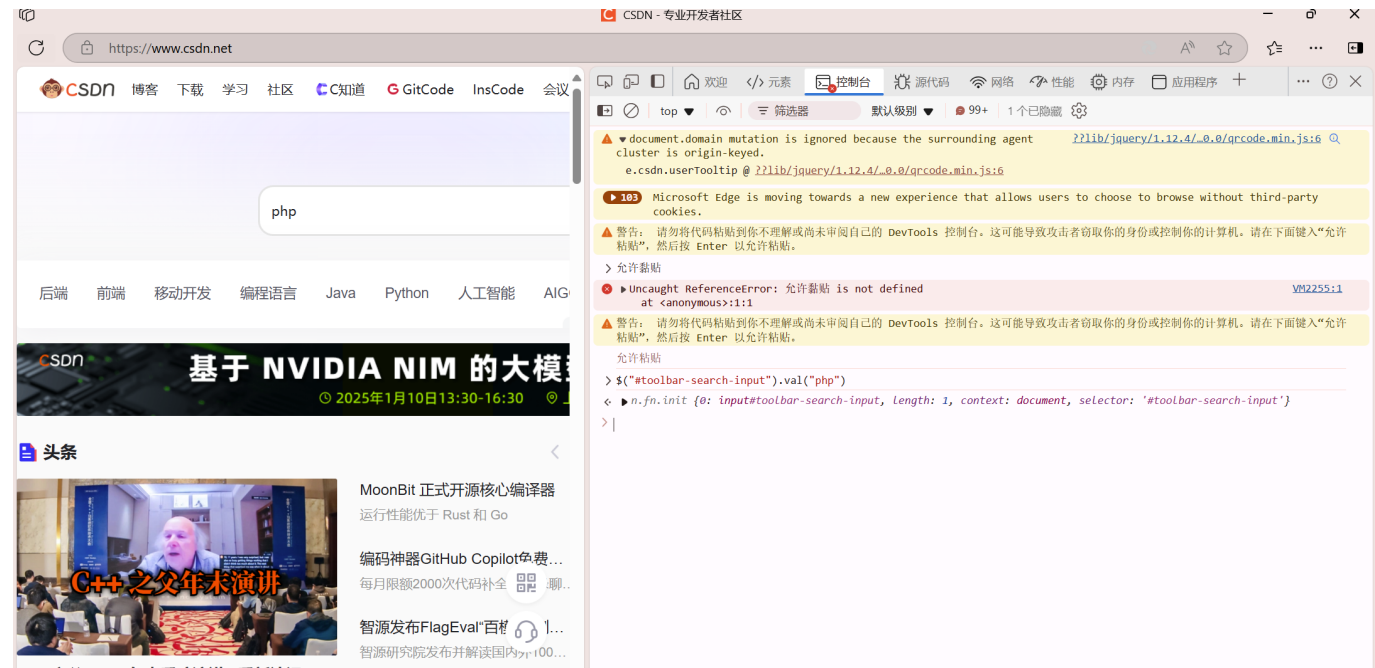 CSDN - 专业开发者社区
https://www.csdn.net
CSDN 博客 下载 学习 社区 C知道 GitCode InsCode 会议
php
后端 前端 移动开发 编程语言 Java Python 人工智能
CSDN
基于 NVIDIA NIM 的大模
2025年1月10日13:30-16:30
头条
C++ 之父年末演讲
MoonBit 正式开源核心编译器
运行性能优于 Rust 和 Go
编码神器GitHub Copilot免费…
每月限额2000次代码补全 聊…
智源发布FlagEval“百
智源研究院发布并解读国内外100…
欢迎 元素 控制台 源代码 网络 性能 内存 应用程序
top 筛选器 默认级别 99+ 1 个已隐藏
document.domain mutation is ignored because the surrounding agent ??lib/jquery/1.12.4/…0.0/qrcode.min.js:6
cluster is origin-keyed.
e.csdn.userTooltip @ ??lib/jquery/1.12.4/…0.0/qrcode.min.js:6
103 Microsoft Edge is moving towards a new experience that allows users to choose to browse without third-party
cookies.
警告: 请勿将代码粘贴到你不理解或尚未审阅自己的 DevTools 控制台。这可能导致攻击者窃取你的身份或控制你的计算机。请在下面键入“允许
粘贴”，然后按 Enter 以允许粘贴。
允许黏贴
Uncaught ReferenceError: 允许黏贴 is not defined VM2255:1
at <anonymous>:1:1
警告: 请勿将代码粘贴到你不理解或尚未审阅自己的 DevTools 控制台。这可能导致攻击者窃取你的身份或控制你的计算机。请在下面键入“允许
粘贴”，然后按 Enter 以允许粘贴。
允许粘贴
$("#toolbar-search-input").val("php")
n.fn.init {0: input#toolbar-search-input, length: 1, context: document, selector: '#toolbar-search-input'}